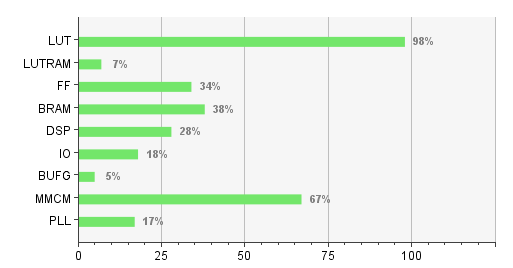 LUT 98%
LUTRAM 7%
FF 34%
BRAM 38%
DSP 28%
IO 18%
BUFG 5%
MMCM 67%
PLL 17%
0 25 50 75 100